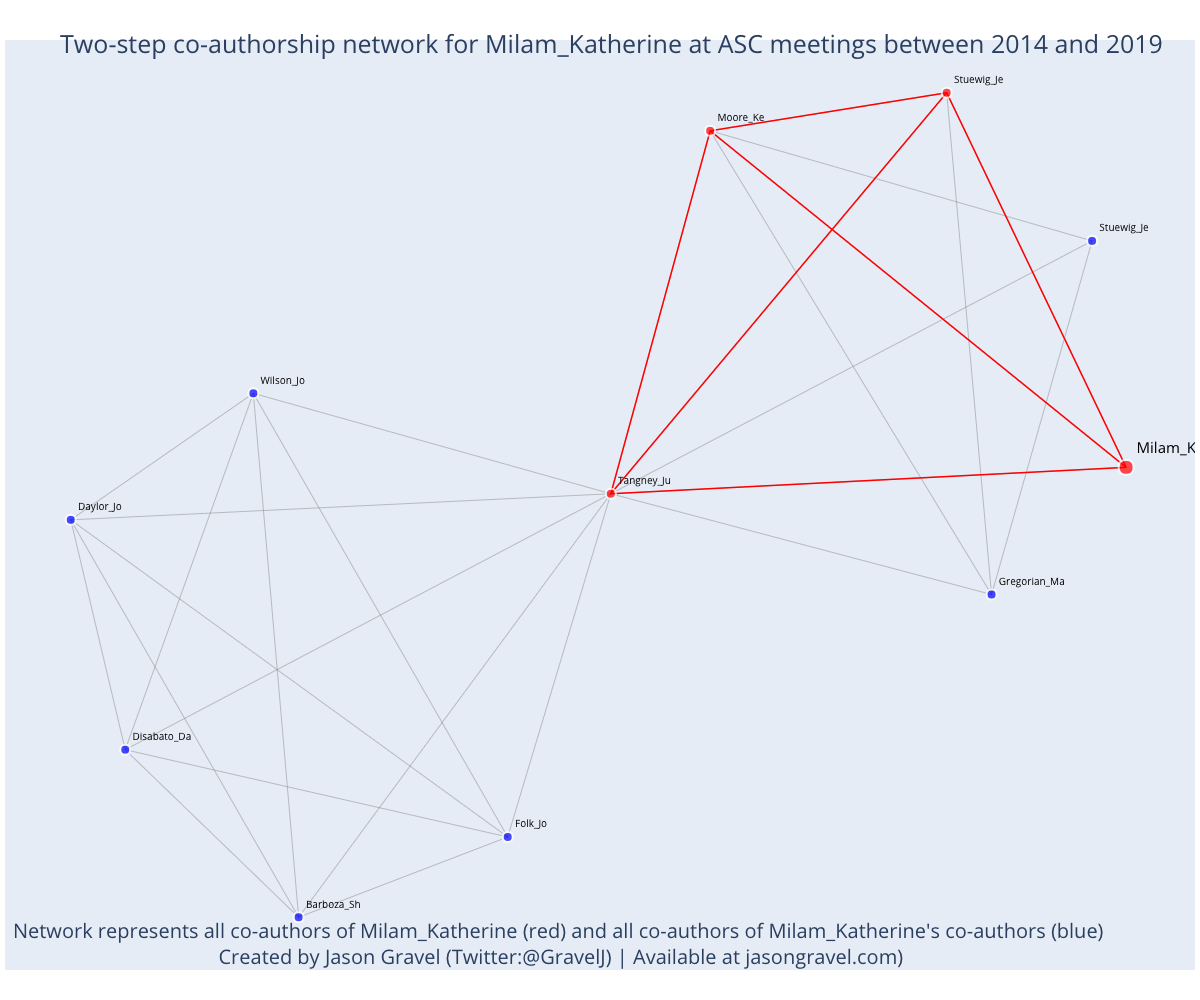 Two-step co-authorship network for Milam_Katherine at ASC meetings between 2014 and 2019
Stuewig_Je
Moore_Ke
Stuewig_Je
Wilson_Jo
Milam_K
Tangney_Ju
Daylor_Jo
Gregorian_Ma
Disabato_Da
Folk_Jo
Barboza_Sh
Network represents all co-authors of Milam_Katherine (red) and all co-authors of Milam_Katherine's co-authors (blue)
Created by Jason Gravel (Twitter:@GravelJ) | Available at jasongravel.com)